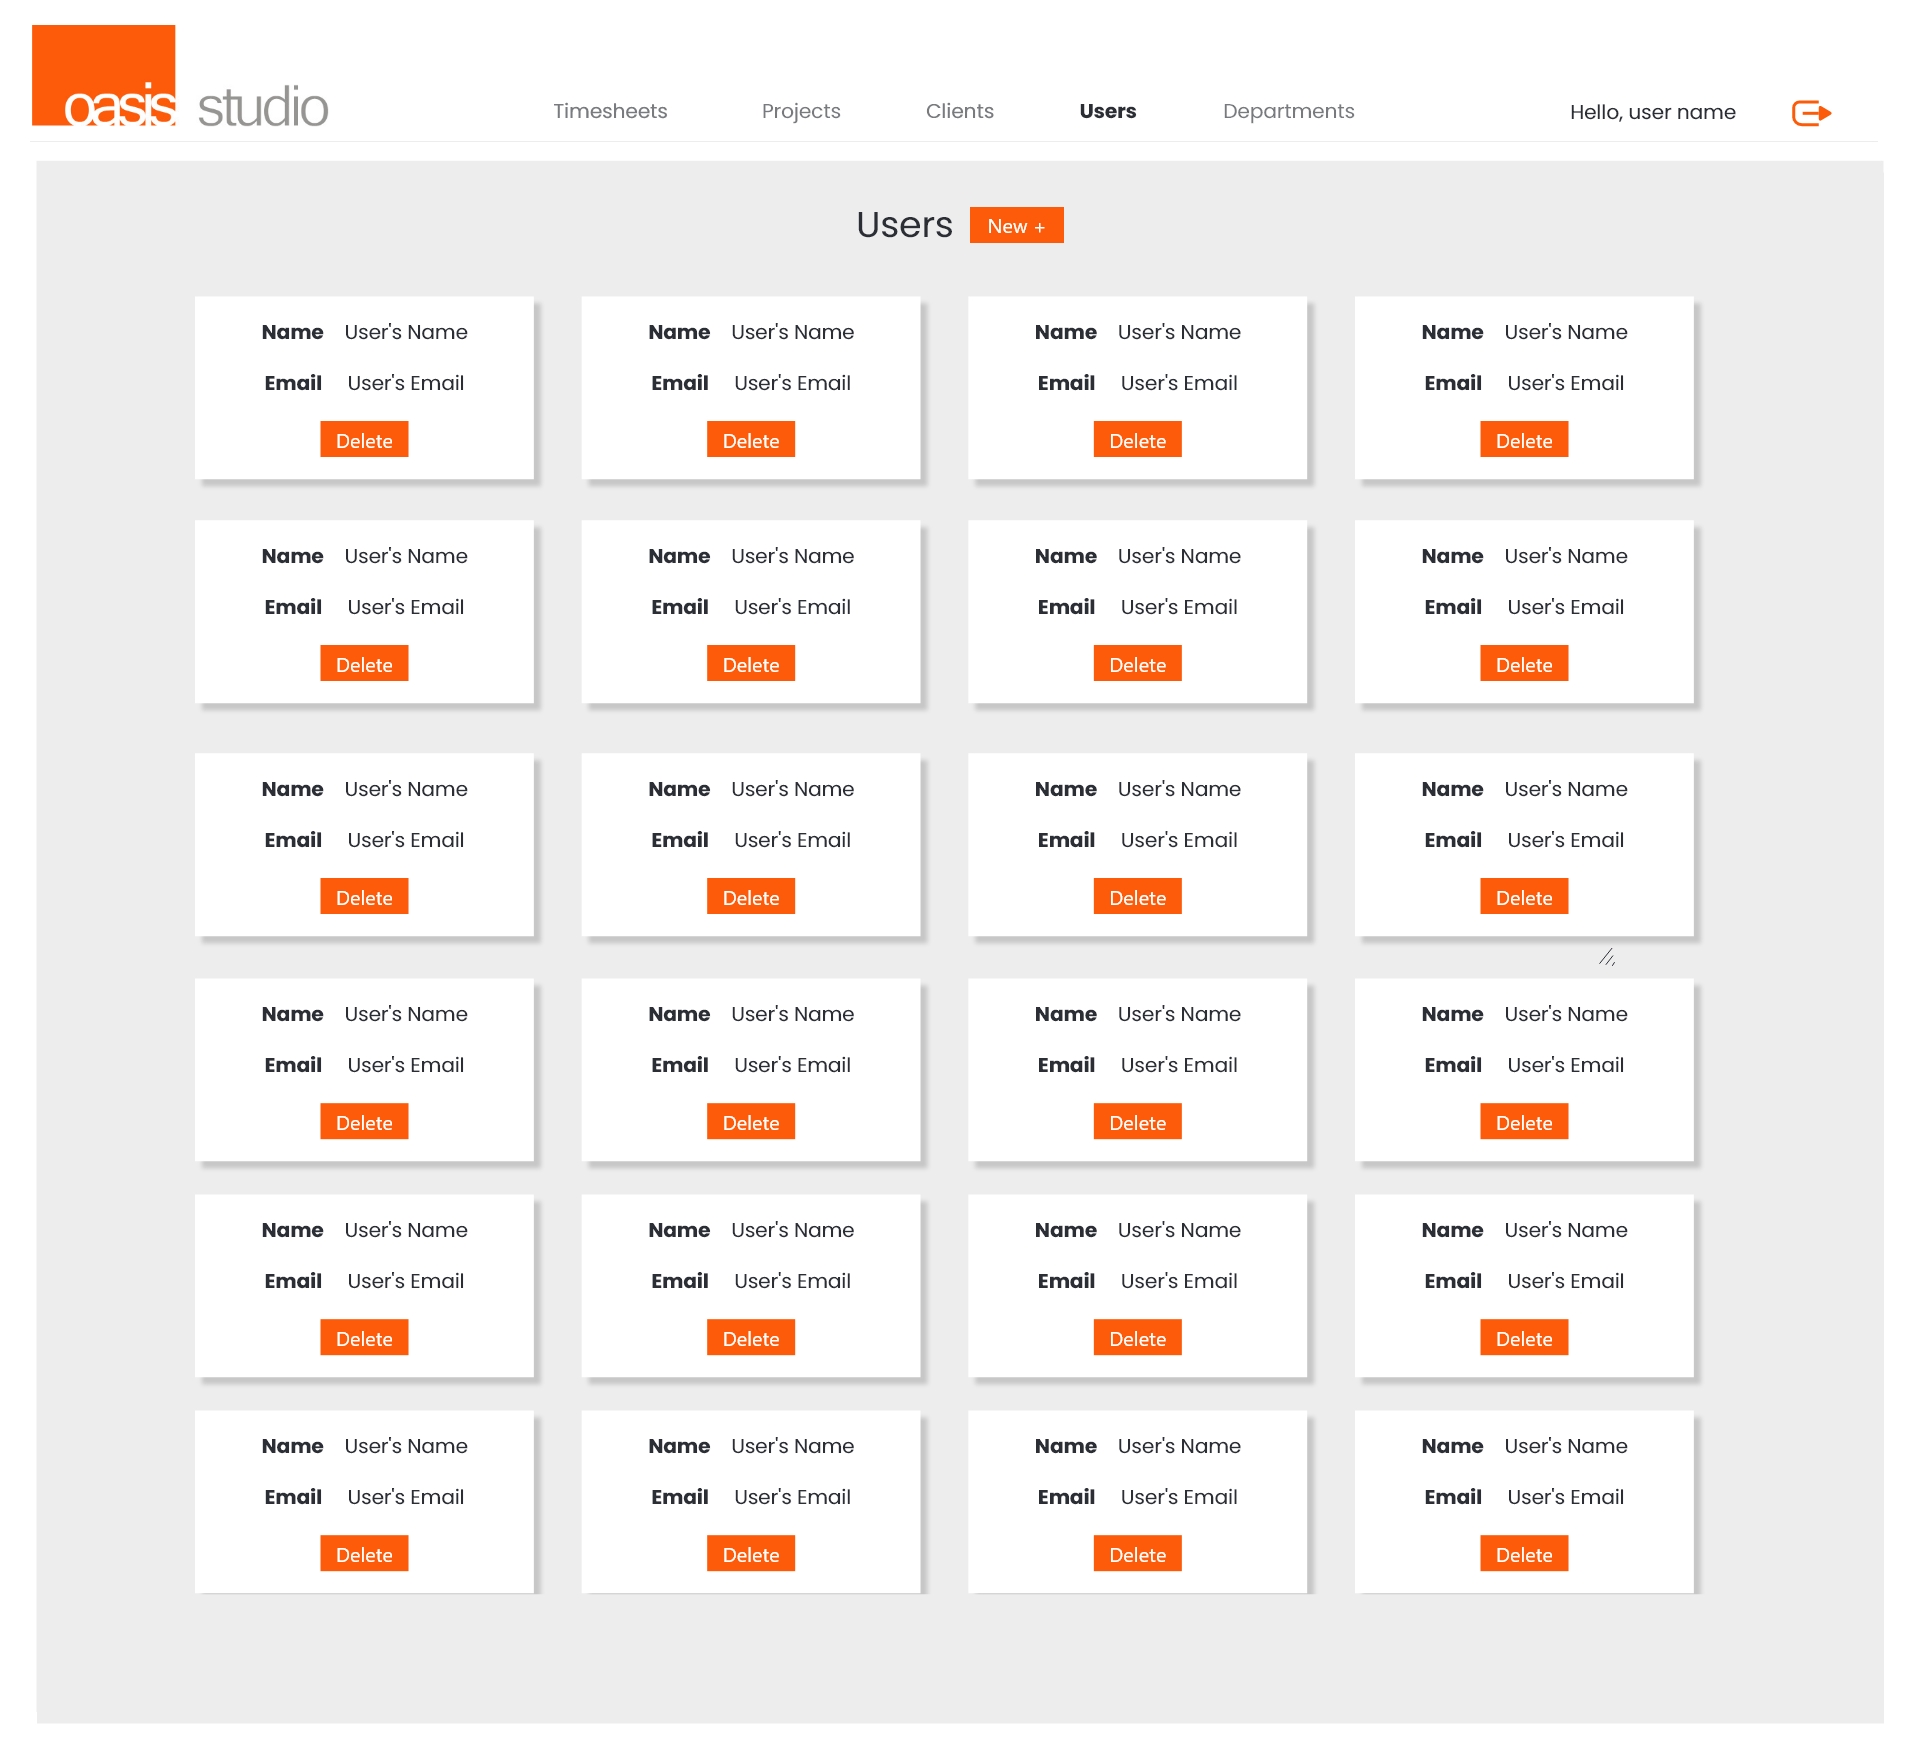 oasis studio Timesheets Projects Clients Users Departments Hello, user name
Users New +
Name User's Name Name User's Name Name User's Name Name User's Name
Email User's Email Email User's Email Email User's Email Email User's Email
Delete Delete Delete Delete
Name User's Name Name User's Name Name User's Name Name User's Name
Email User's Email Email User's Email Email User's Email Email User's Email
Delete Delete Delete Delete
Name User's Name Name User's Name Name User's Name Name User's Name
Email User's Email Email User's Email Email User's Email Email User's Email
Delete Delete Delete Delete
Name User's Name Name User's Name Name User's Name Name User's Name
Email User's Email Email User's Email Email User's Email Email User's Email
Delete Delete Delete Delete
Name User's Name Name User's Name Name User's Name Name User's Name
Email User's Email Email User's Email Email User's Email Email User's Email
Delete Delete Delete Delete
Name User's Name Name User's Name Name User's Name Name User's Name
Email User's Email Email User's Email Email User's Email Email User's Email
Delete Delete Delete Delete